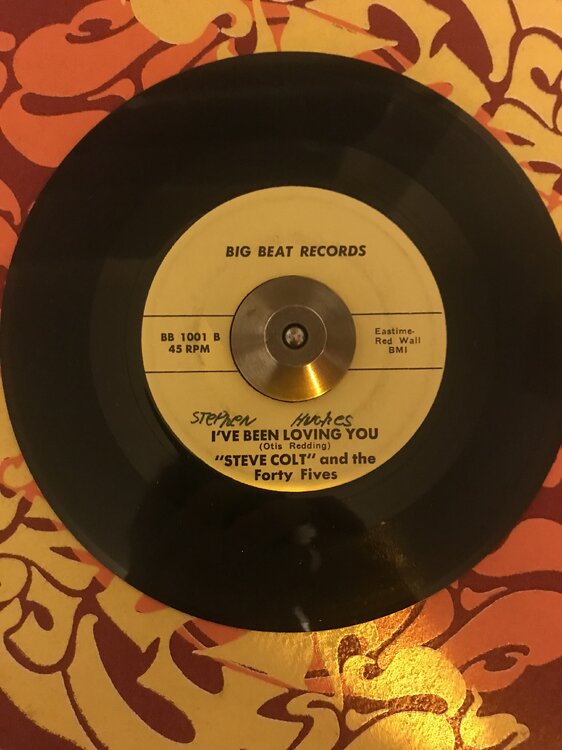 BIG BEAT RECORDS
BB 1001 B
45 RPM
Eastime-
Red Wall
BMI
Stephen Hughes
I'VE BEEN LOVING YOU
(Otis Redding)
"STEVE COLT" and the
Forty Fives